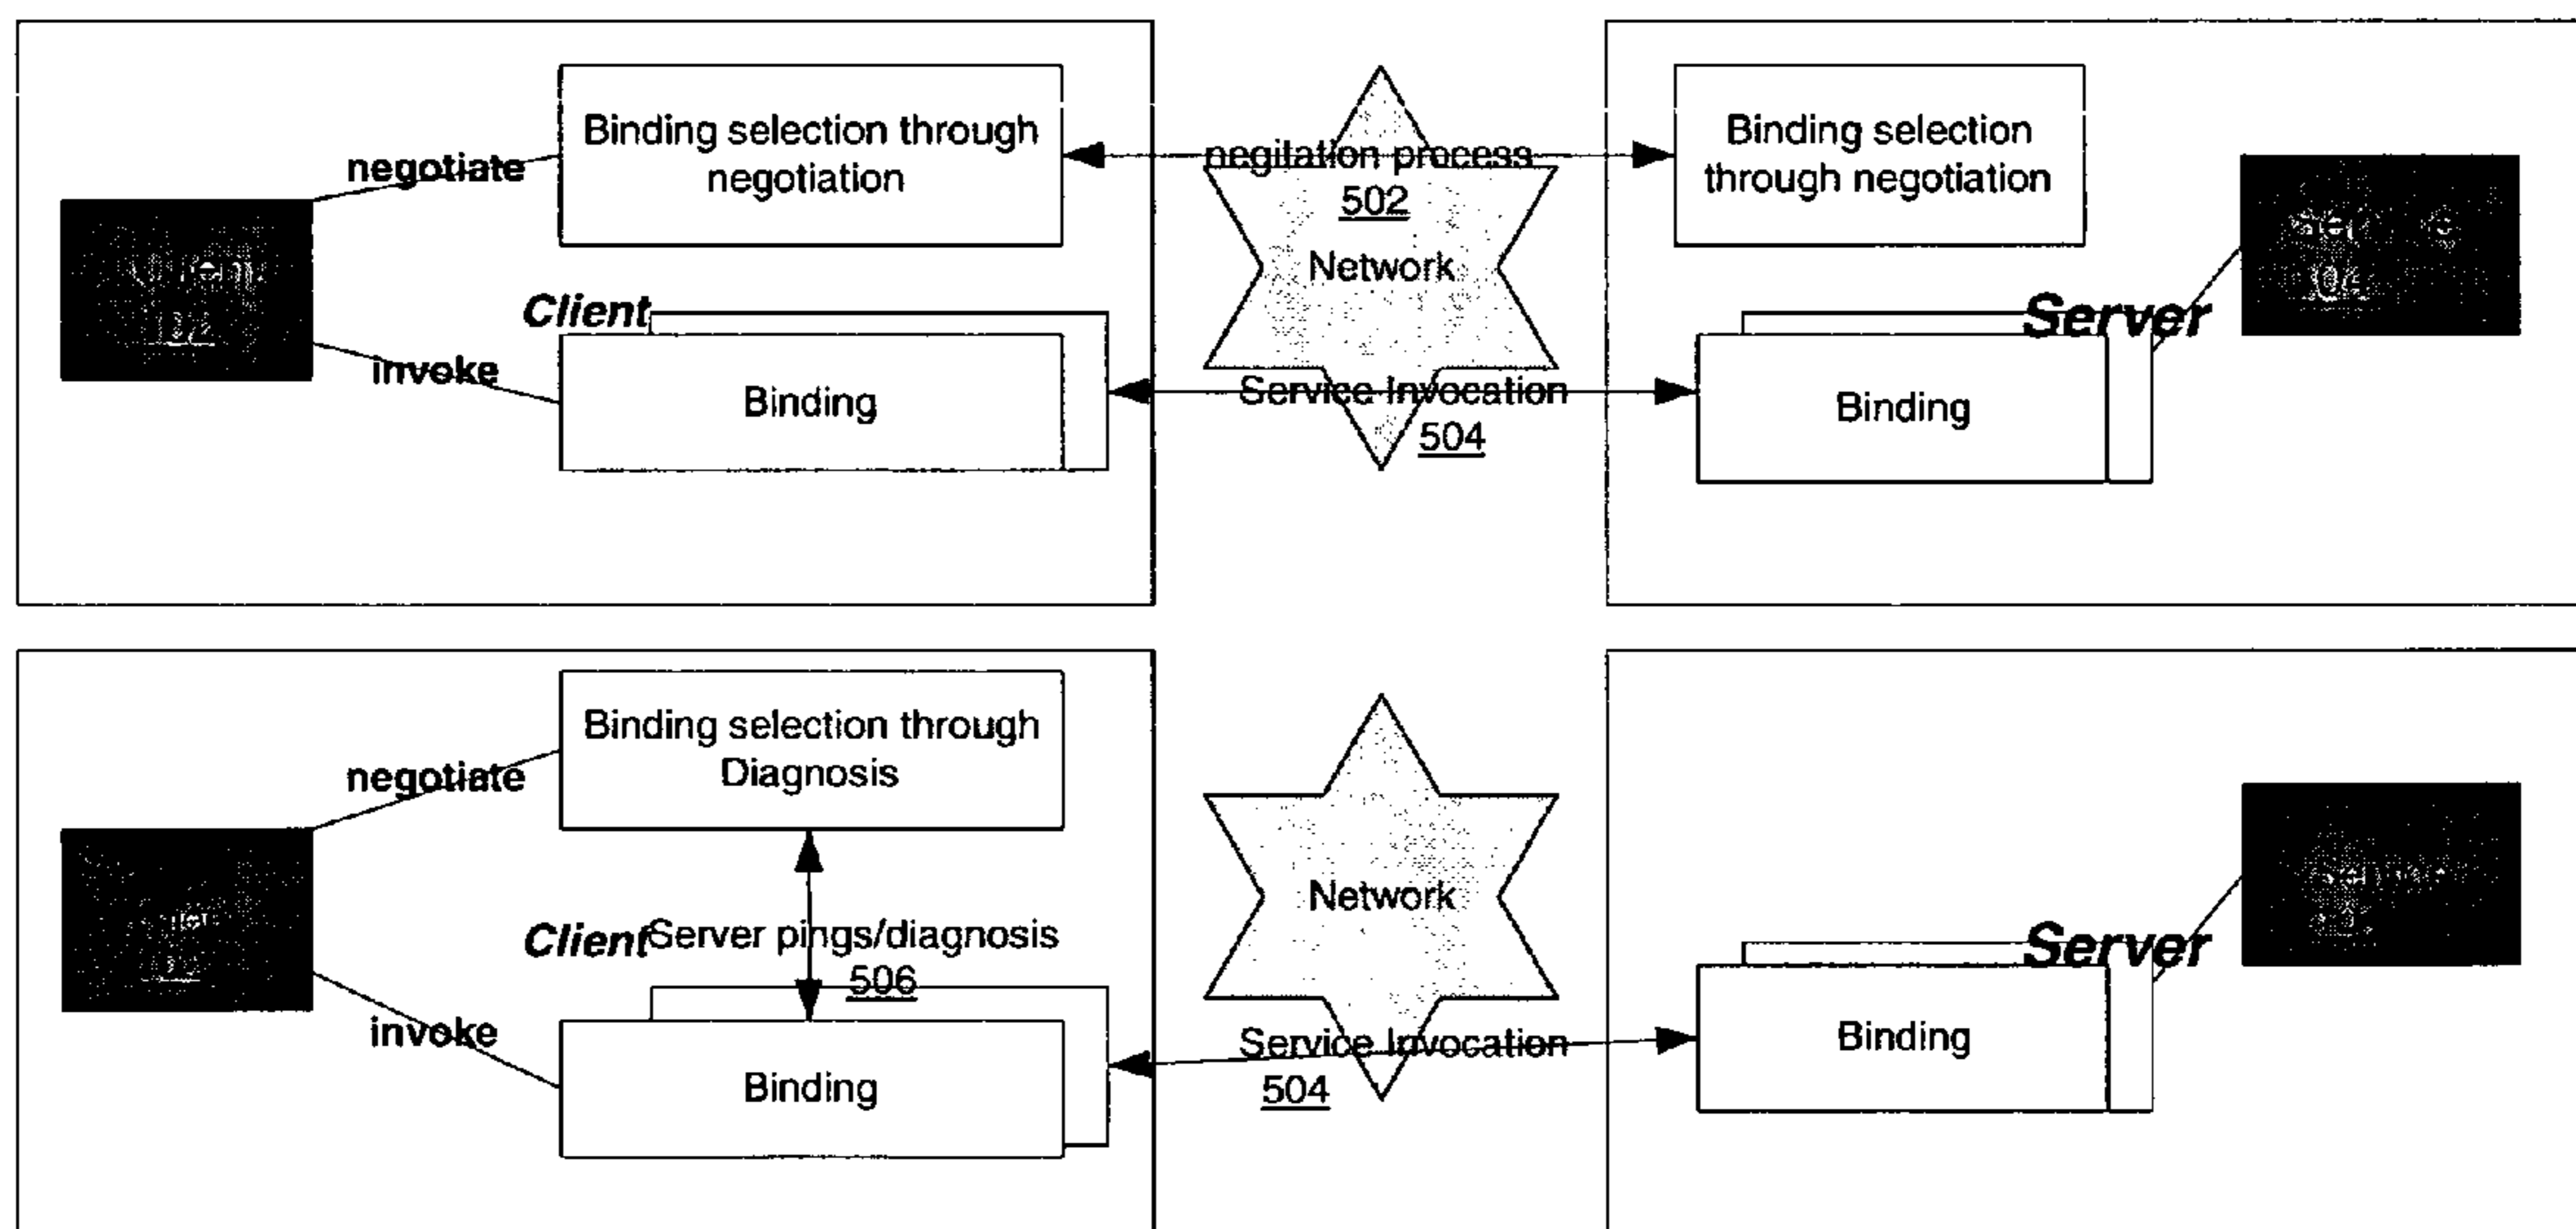 Binding selection through
negotiation
negotiate
Client
invoke
Binding
negitation process
502
Network
Service Invocation
504
Binding selection
through negotiation
Server
Binding
Binding selection through
Diagnosis
negotiate
Client
Server pings/diagnosis
506
invoke
Binding
Network
Service Invocation
504
Server
Binding